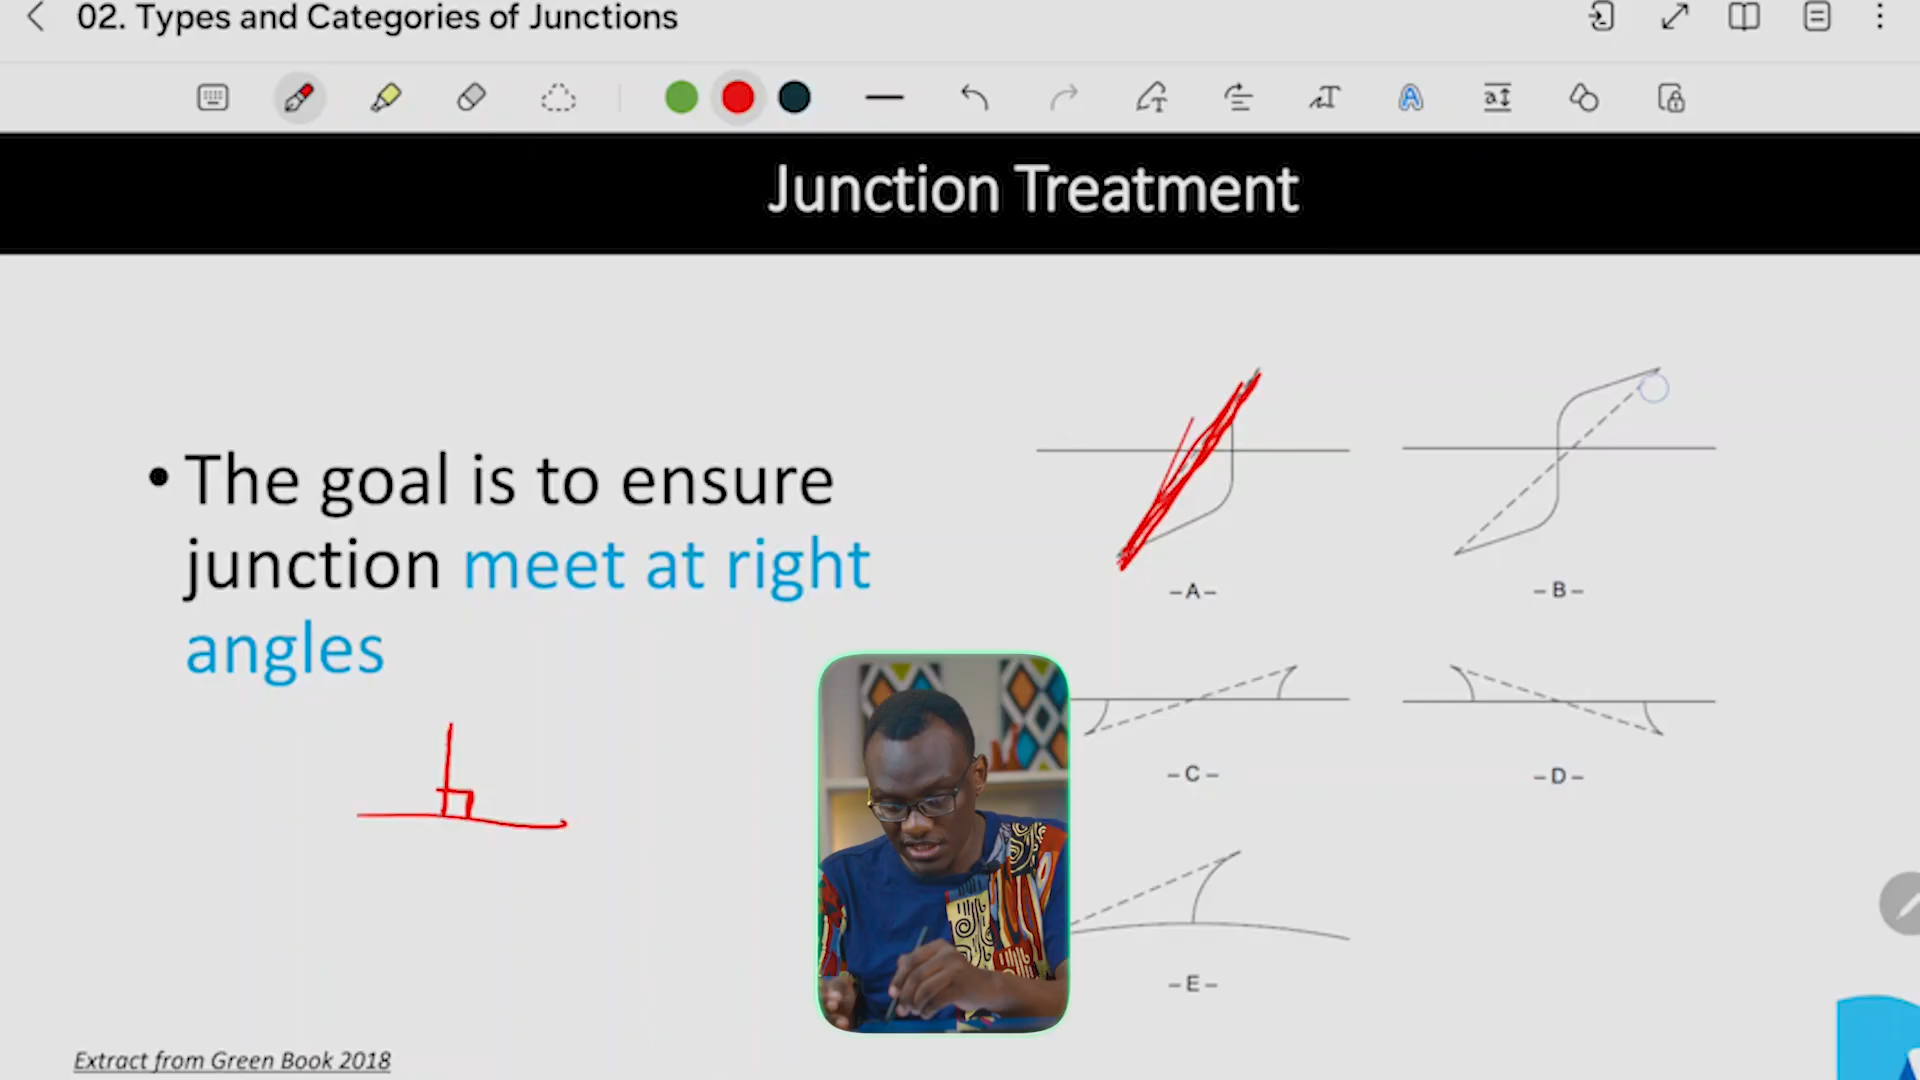 02. Types and Categories of Junctions
Junction Treatment
• The goal is to ensure
junction meet at right
angles
-A-
-B-
-C-
-D-
-E-
Extract from Green Book 2018